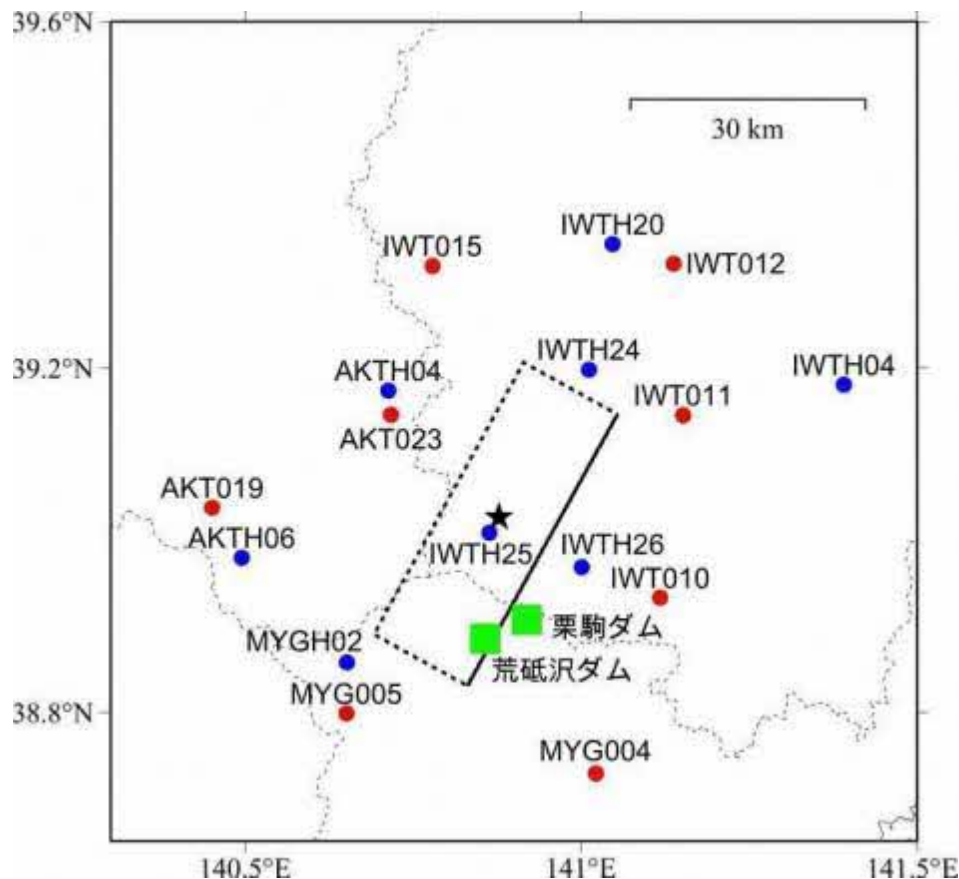 39.6°N
30 km
IWTH20
IWT015
IWT012
IWTH24
39.2°N
AKTH04
IWTH04
IWT011
AKT023
AKT019
AKTH06
IWTH25
IWTH26
IWT010
栗駒ダム
MYGH02
荒砥沢ダム
MYG005
38.8°N
MYG004
140.5°E
141°E
141.5°E